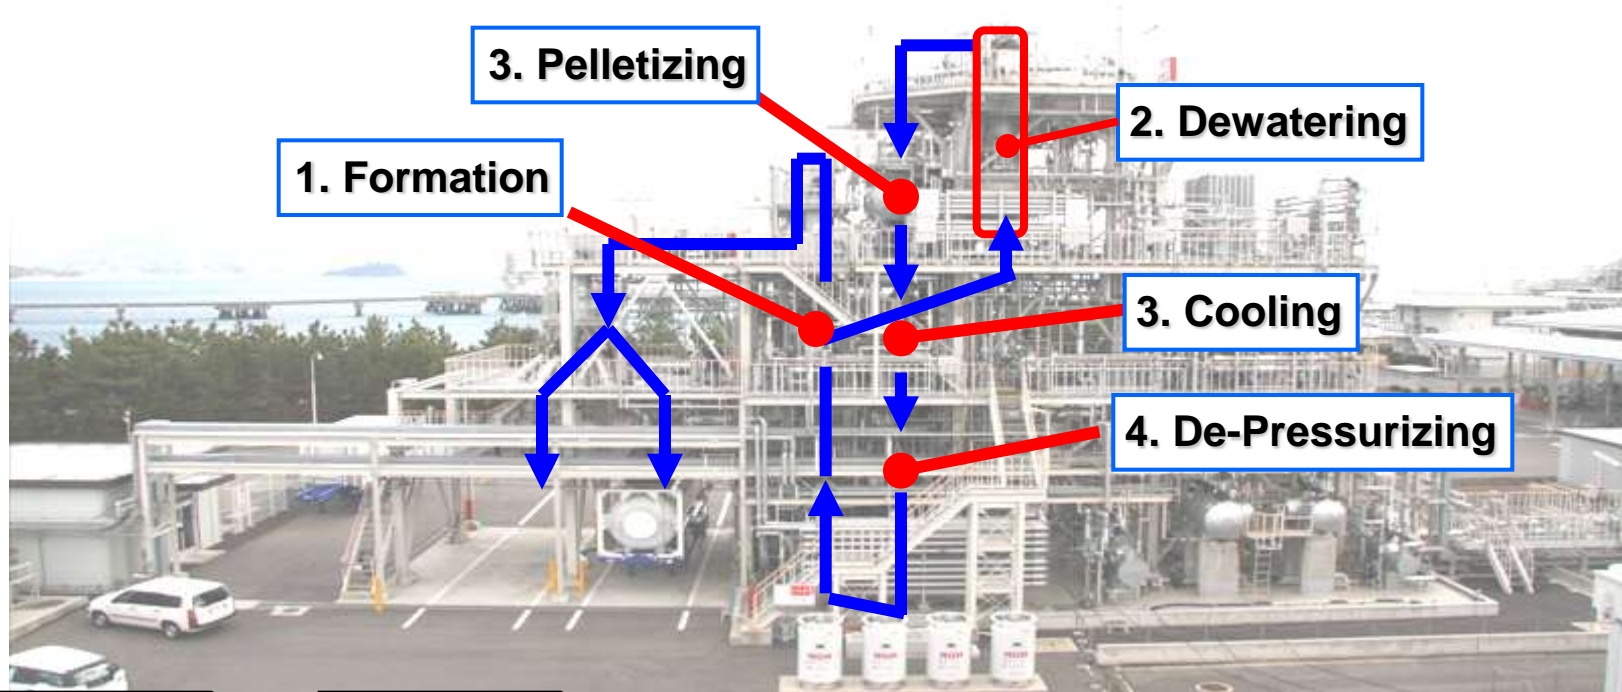 3. Pelletizing
2. Dewatering
1. Formation
3. Cooling
4. De-Pressurizing